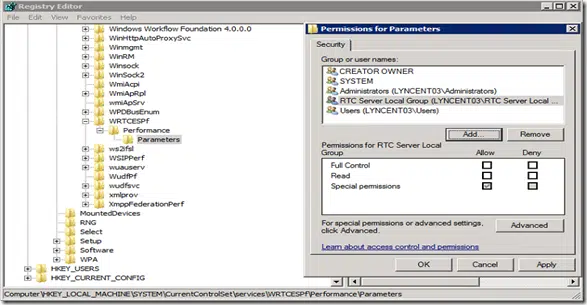 Registry Editor
File Edit View Favorites Help
Windows Workflow Foundation 4.0.0.0
WinHttpAutoProxySvc
Winmgmt
WinRM
Winsock
WinSock2
WmiAcpi
WmiApRpl
wmiApSrv
WPDBusEnum
WRTCESPf
Performance
Parameters
ws2ifsl
WSIPPerf
wuauserv
WudfPf
wudfsvc
xmlprov
XmppFederationPerf
MountedDevices
RNG
Select
Setup
Software
WPA
HKEY_USERS
HKEY_CURRENT_CONFIG
Computer\HKEY_LOCAL_MACHINE\SYSTEM\CurrentControlSet\services\WRTCESPf\Performance\Parameters
Permissions for Parameters
Security
Group or user names:
CREATOR OWNER
SYSTEM
Administrators (LYNCENT03\Administrators)
RTC Server Local Group (LYNCENT03\RTC Server Local ...
Users (LYNCENT03\Users)
Add... Remove
Permissions for RTC Server Local
Group Allow Deny
Full Control
Read
Special permissions
For special permissions or advanced settings,
click Advanced. Advanced
Learn about access control and permissions
OK Cancel Apply